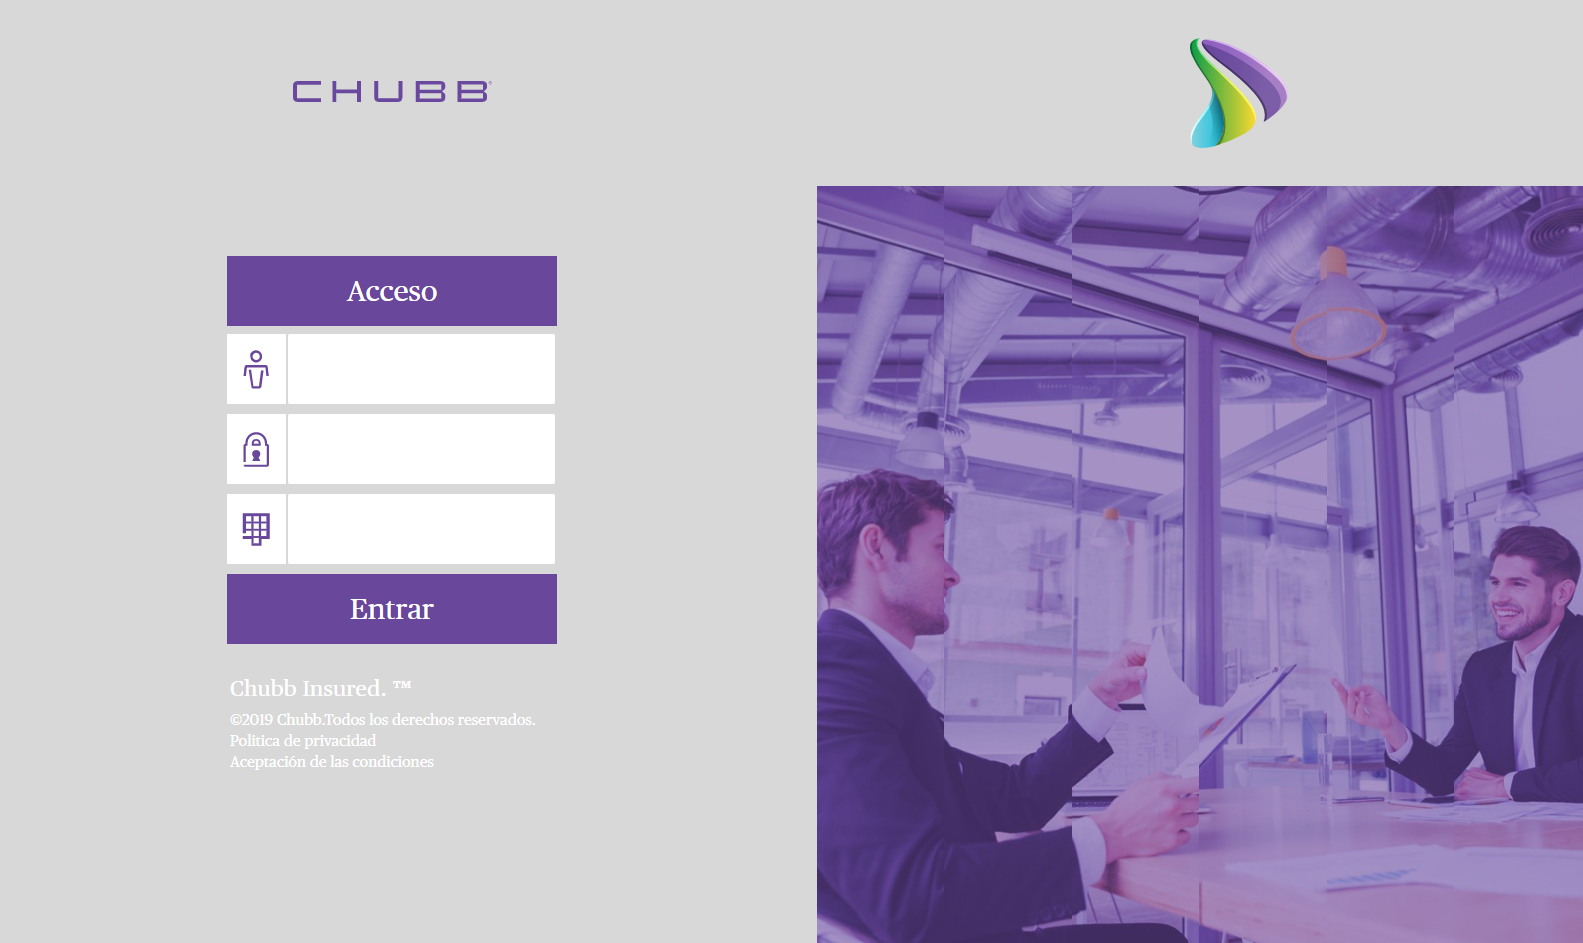 CHUBB®
Acceso
Entrar
Chubb Insured. ™
©2019 Chubb.Todos los derechos reservados.
Politica de privacidad
Aceptación de las condiciones